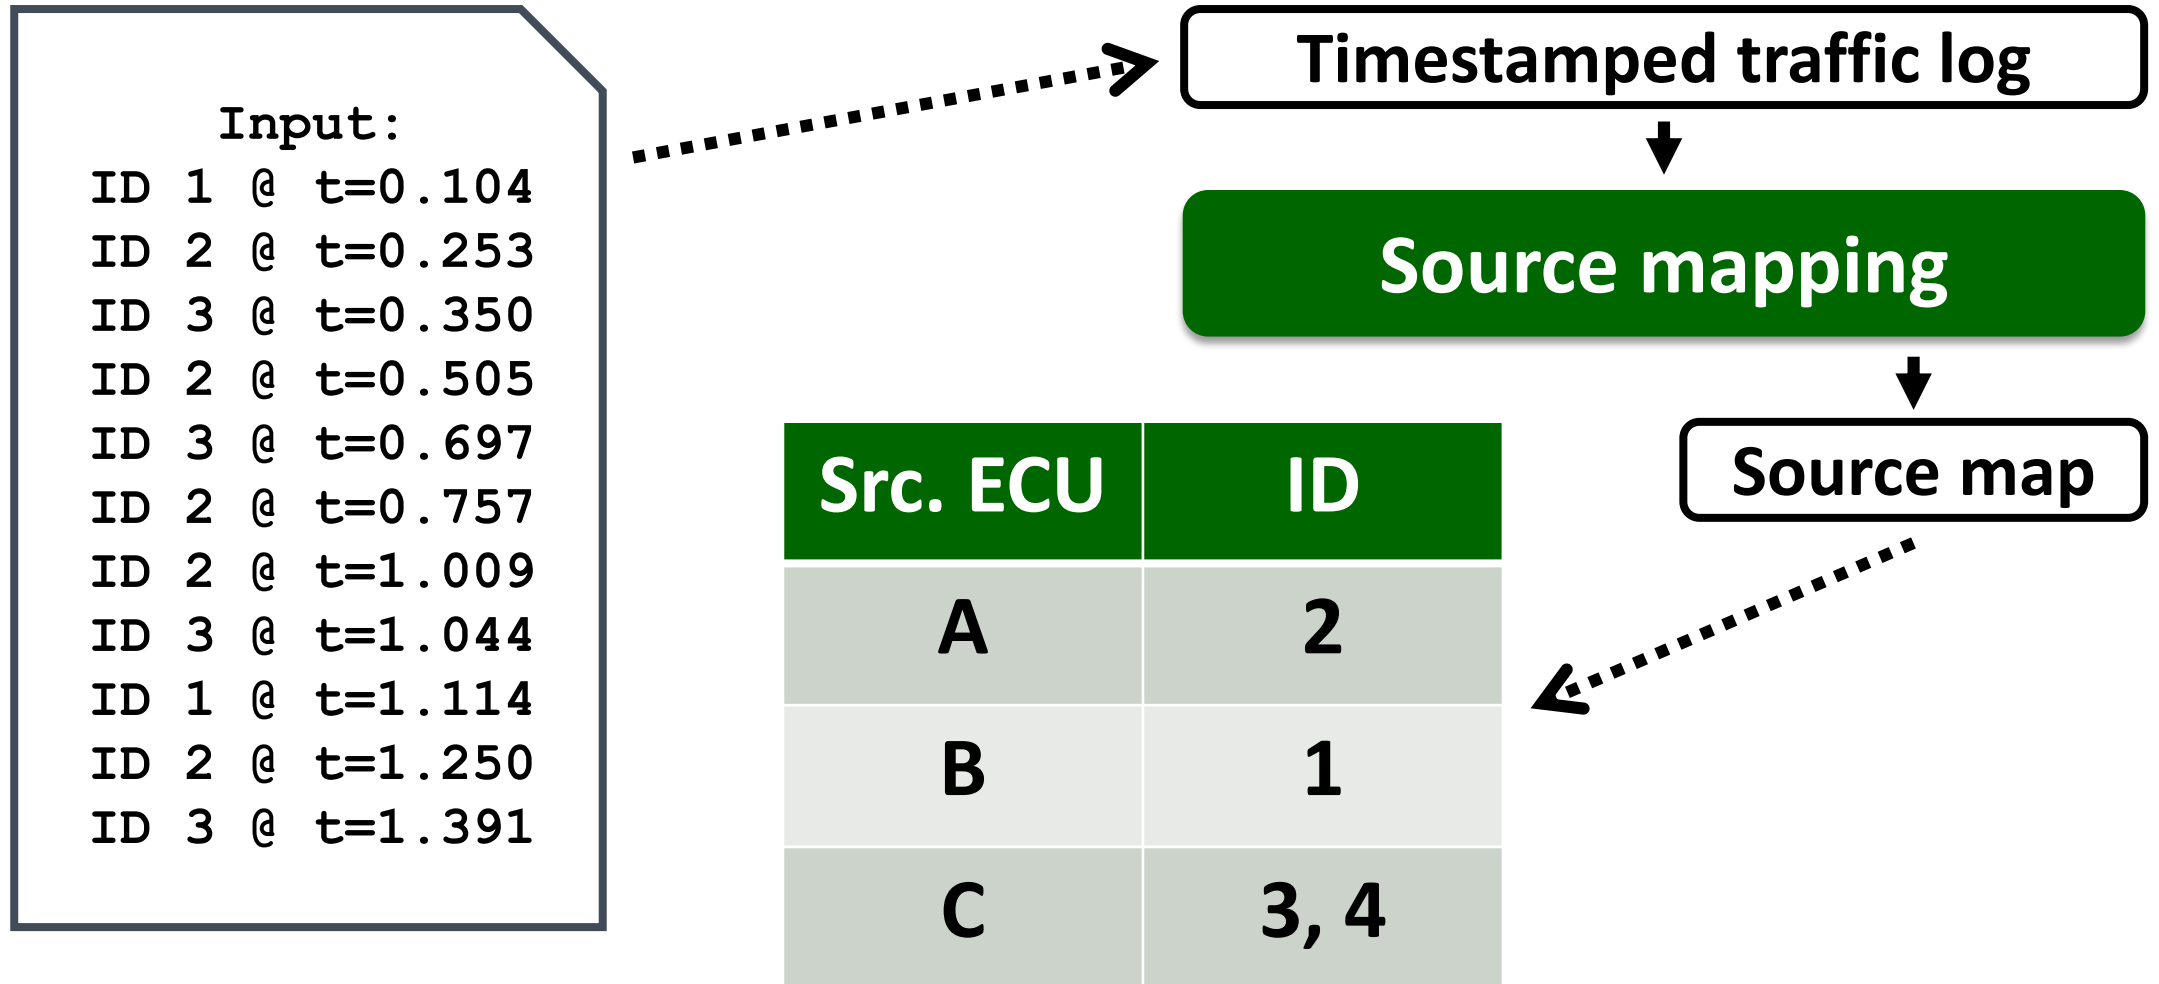 Input:
ID 1 @ t=0.104
ID 2 @ t=0.253
ID 3 @ t=0.350
ID 2 @ t=0.505
ID 3 @ t=0.697
ID 2 @ t=0.757
ID 2 @ t=1.009
ID 3 @ t=1.044
ID 1 @ t=1.114
ID 2 @ t=1.250
ID 3 @ t=1.391
Timestamped traffic log
Source mapping
Source map
Src. ECU ID
A 2
B 1
C 3, 4